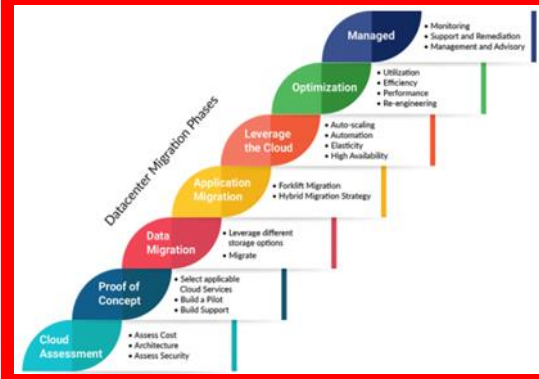 Managed
• Monitoring
• Support and Remediation
• Management and Advisory
Optimization
• Utilization
• Efficiency
• Performance
• Re-engineering
Datacenter Migration Phases
Leverage
the Cloud
• Auto-scaling
• Automation
• Elasticity
• High Availability
Application
Migration
• Forklift Migration
• Hybrid Migration Strategy
Data
Migration
• Leverage different
storage options
• Migrate
Proof of
Concept
• Select applicable
Cloud Services
• Build a Pilot
• Build Support
Cloud
Assessment
• Assess Cost
• Architecture
• Assess Security